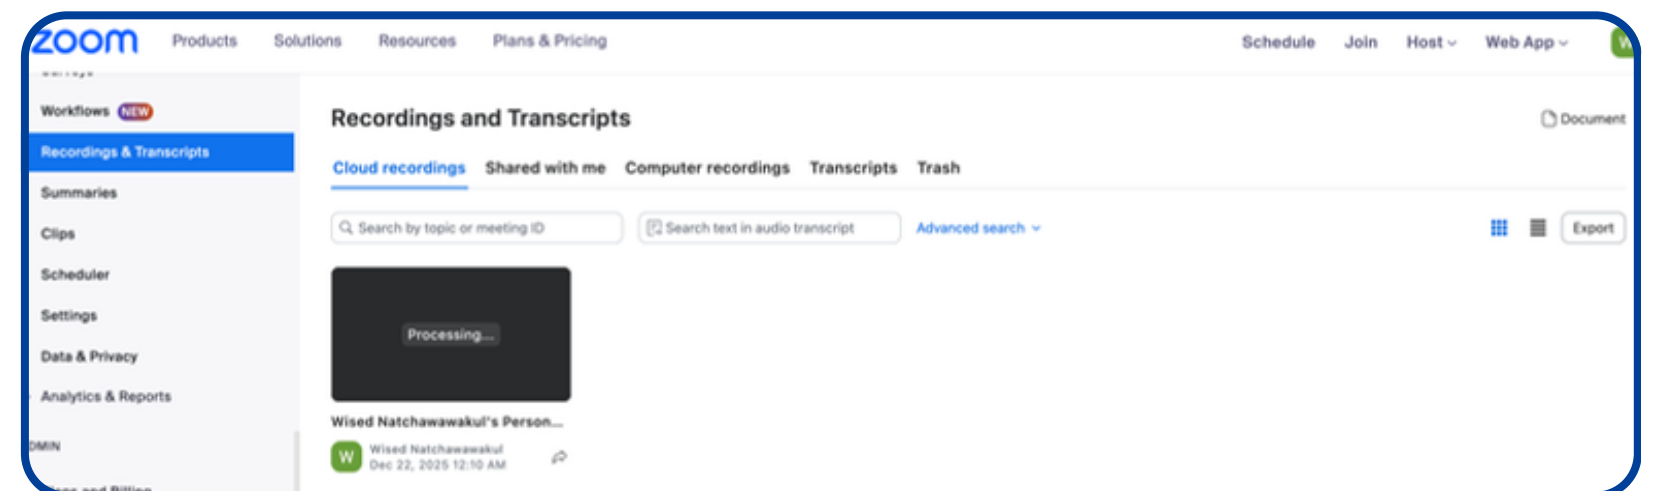 zoom Products Solutions Resources Plans & Pricing Schedule Join Host Web App W
Workflows NEW
Recordings & Transcripts
Summaries
Clips
Scheduler
Settings
Data & Privacy
Analytics & Reports
Recordings and Transcripts
Document
Cloud recordings Shared with me Computer recordings Transcripts Trash
Search by topic or meeting ID Search text in audio transcript Advanced search Export
Processing...
Wised Natchawawakul's Person...
W Wised Natchawawakul
Dec 22, 2025 12:10 AM